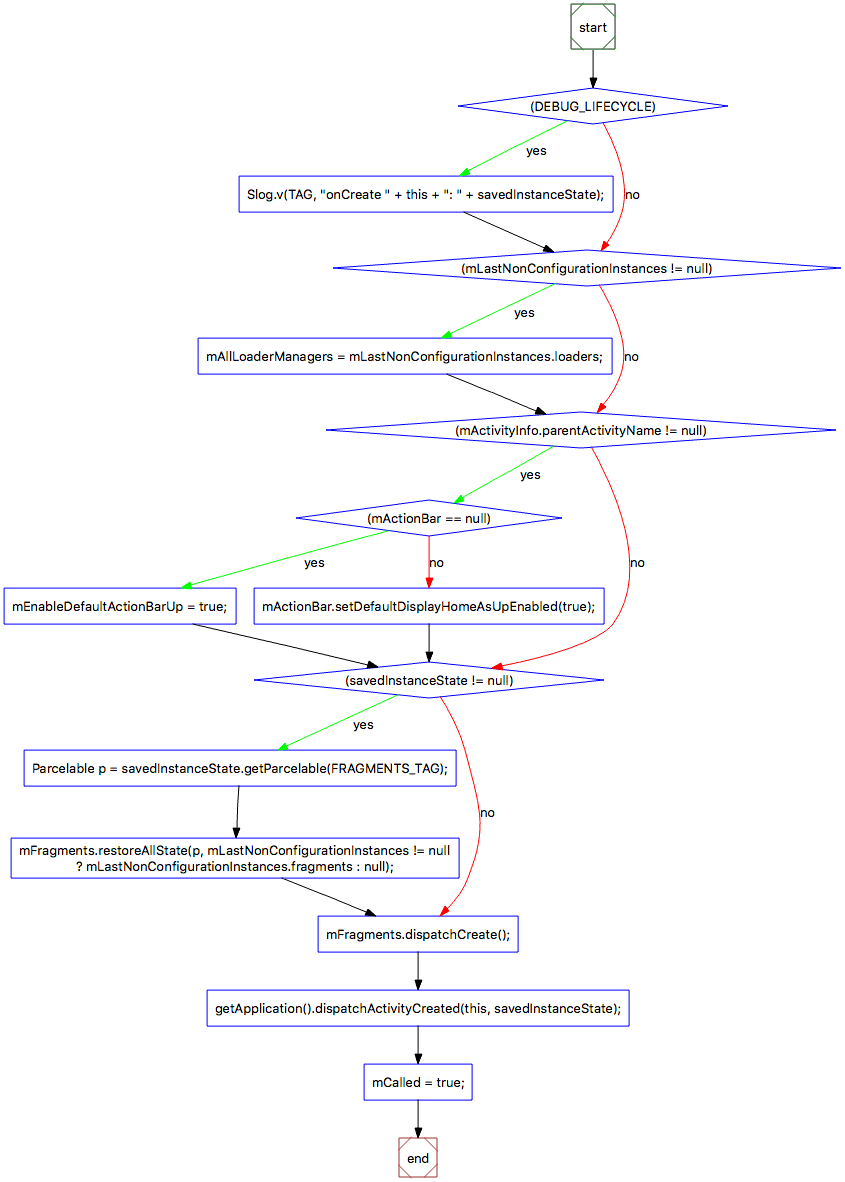 start
(DEBUG_LIFECYCLE)
yes
Slog.v(TAG, "onCreate " + this + ": " + savedInstanceState);
no
(mLastNonConfigurationInstances != null)
yes
mAllLoaderManagers = mLastNonConfigurationInstances.loaders;
no
(mActivityInfo.parentActivityName != null)
yes
(mActionBar == null)
yes
no
no
mEnableDefaultActionBarUp = true;
mActionBar.setDefaultDisplayHomeAsUpEnabled(true);
(savedInstanceState != null)
yes
Parcelable p = savedInstanceState.getParcelable(FRAGMENTS_TAG);
no
mFragments.restoreAllState(p, mLastNonConfigurationInstances != null
? mLastNonConfigurationInstances.fragments : null);
mFragments.dispatchCreate();
getApplication().dispatchActivityCreated(this, savedInstanceState);
mCalled = true;
end